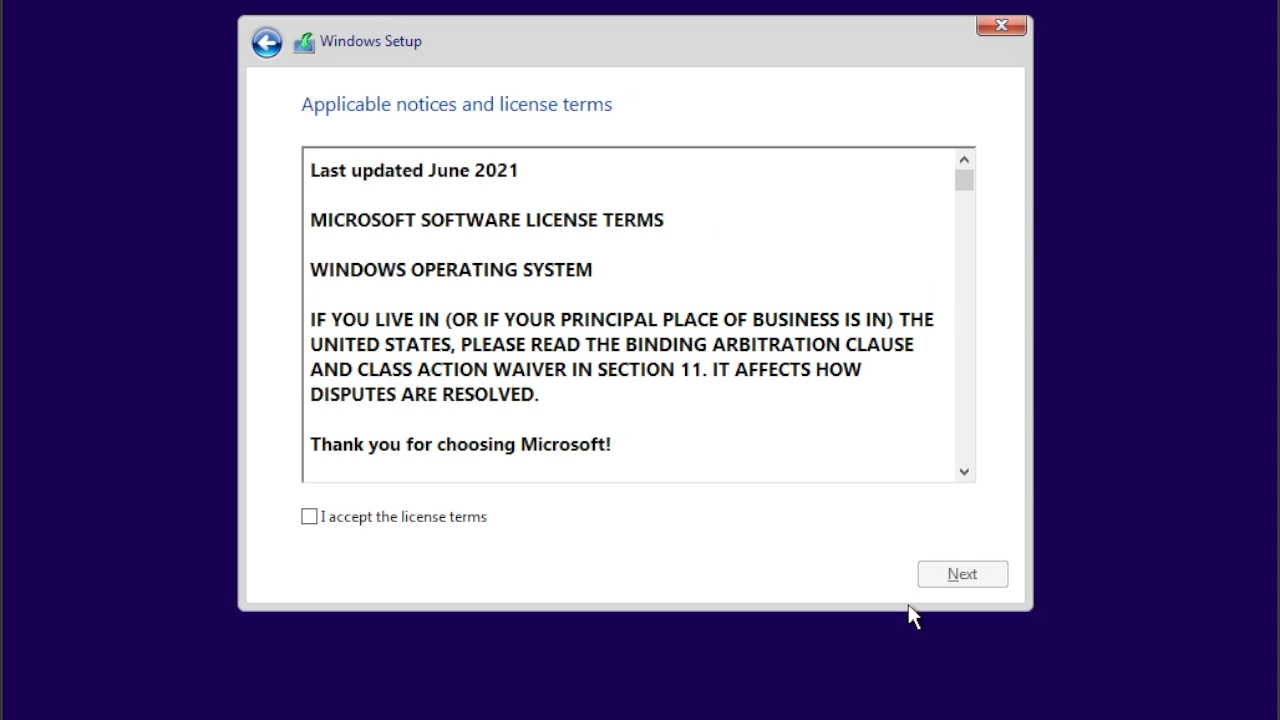 Windows Setup
Applicable notices and license terms
Last updated June 2021
MICROSOFT SOFTWARE LICENSE TERMS
WINDOWS OPERATING SYSTEM
IF YOU LIVE IN (OR IF YOUR PRINCIPAL PLACE OF BUSINESS IS IN) THE
UNITED STATES, PLEASE READ THE BINDING ARBITRATION CLAUSE
AND CLASS ACTION WAIVER IN SECTION 11. IT AFFECTS HOW
DISPUTES ARE RESOLVED.
Thank you for choosing Microsoft!
I accept the license terms
Next